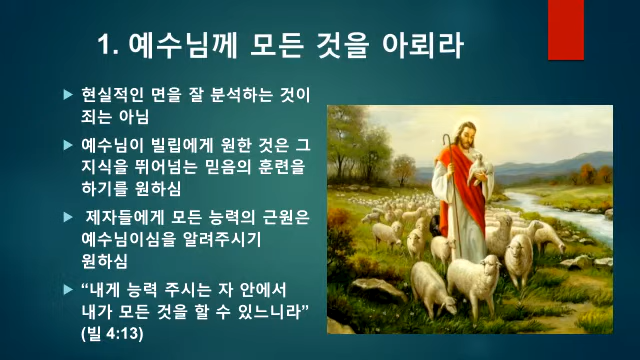 1. 예수님께 모든 것을 아뢰라
현실적인 면을 잘 분석하는 것이
죄는 아님
예수님이 빌립에게 원한 것은 그
지식을 뛰어넘는 믿음의 훈련을
하기를 원하심
제자들에게 모든 능력의 근원은
예수님이심을 알려주시기
원하심
“내게 능력 주시는 자 안에서
내가 모든 것을 할 수 있느니라”
(빌 4:13)